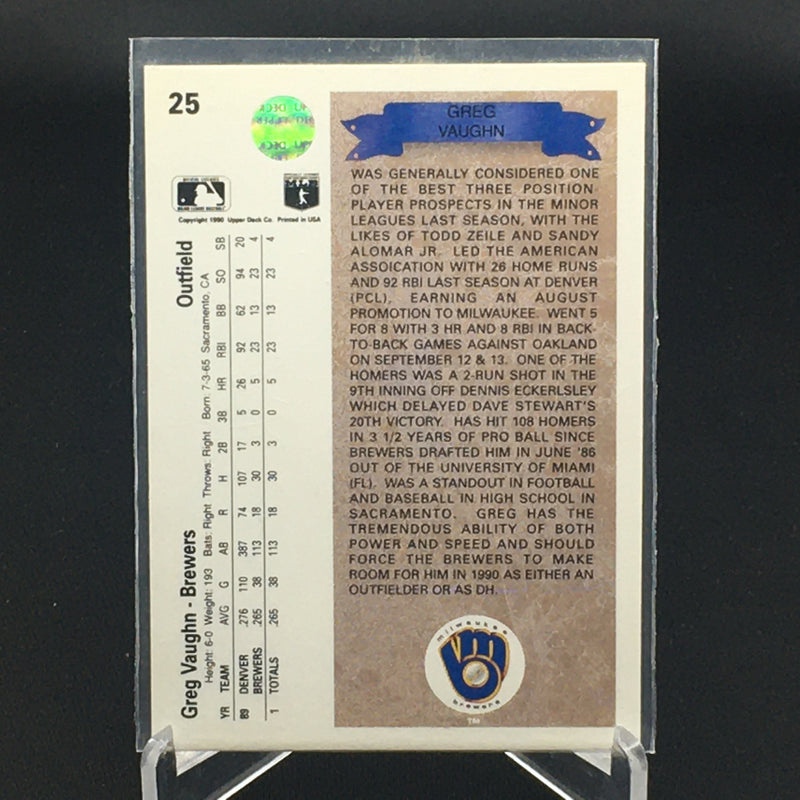 25
Copyright 1990 Upper Deck Co. Printed in USA
Greg Vaughn - Brewers Outfield
Height: 6-0 Weight: 193 Bats: Right Throws: Right Born: 7-3-65 Sacramento, CA
YR TEAM AVG G AB R H 2B 3B HR RBI BB SO SB
89 DENVER .276 110 387 74 107 17 5 26 92 62 94 20
BREWERS .265 38 113 18 30 3 0 5 23 13 23 4
1 TOTALS .265 38 113 18 30 3 0 5 23 13 23 4
GREG
VAUGHN
WAS GENERALLY CONSIDERED ONE
OF THE BEST THREE POSITION-
PLAYER PROSPECTS IN THE MINOR
LEAGUES LAST SEASON, WITH THE
LIKES OF TODD ZEILE AND SANDY
ALOMAR JR. LED THE AMERICAN
ASSOICATION WITH 26 HOME RUNS
AND 92 RBI LAST SEASON AT DENVER
(PCL), EARNING AN AUGUST
PROMOTION TO MILWAUKEE. WENT 5
FOR 8 WITH 3 HR AND 8 RBI IN BACK-
TO-BACK GAMES AGAINST OAKLAND
ON SEPTEMBER 12 & 13. ONE OF THE
HOMERS WAS A 2-RUN SHOT IN THE
9TH INNING OFF DENNIS ECKERLSLEY
WHICH DELAYED DAVE STEWART'S
20TH VICTORY. HAS HIT 108 HOMERS
IN 3 1/2 YEARS OF PRO BALL SINCE
BREWERS DRAFTED HIM IN JUNE '86
OUT OF THE UNIVERSITY OF MIAMI
(FL). WAS A STANDOUT IN FOOTBALL
AND BASEBALL IN HIGH SCHOOL IN
SACRAMENTO. GREG HAS THE
TREMENDOUS ABILITY OF BOTH
POWER AND SPEED AND SHOULD
FORCE THE BREWERS TO MAKE
ROOM FOR HIM IN 1990 AS EITHER AN
OUTFIELDER OR AS DH.
milwaukee
brewers